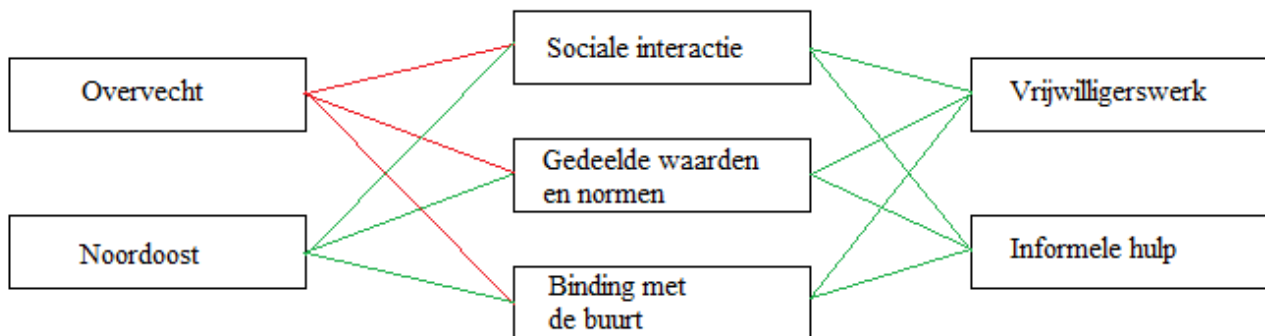 Overvecht
Noordoost
Sociale interactie
Gedeelde waarden
en normen
Binding met
de buurt
Vrijwilligerswerk
Informele hulp